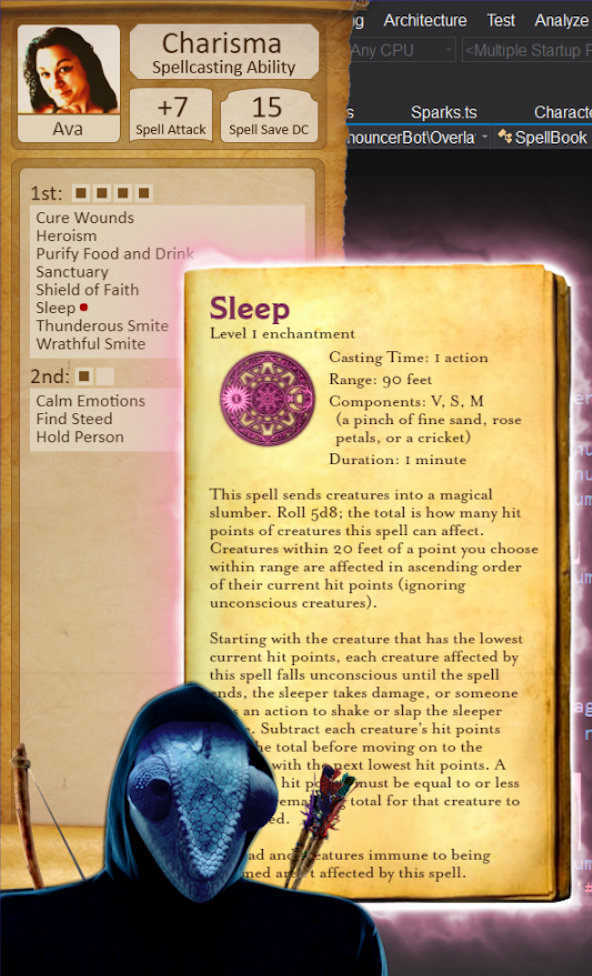 Charisma
Spellcasting Ability
+7
Spell Attack
15
Spell Save DC
Ava
Architecture Test Analyze
Any CPU
<Multiple Startup
Sparks.ts
SpellBook
1st:
Cure Wounds
Heroism
Purify Food and Drink
Sanctuary
Shield of Faith
Sleep
Thunderous Smite
Wrathful Smite
2nd:
Calm Emotions
Find Steed
Hold Person
Sleep
Level 1 enchantment
Casting Time: 1 action
Range: 90 feet
Components: V, S, M
(a pinch of fine sand, rose
petals, or a cricket)
Duration: 1 minute
This spell sends creatures into a magical
slumber. Roll 5d8; the total is how many hit
points of creatures this spell can affect.
Creatures within 20 feet of a point you choose
within range are affected in ascending order
of their current hit points (ignoring
unconscious creatures).
Starting with the creature that has the lowest
current hit points, each creature affected by
this spell falls unconscious until the spell
ends, the sleeper takes damage, or someone
an action to shake or slap the sleeper
Subtract each creature's hit points
the total before moving on to the
with the next lowest hit points. A
hit must be equal to or less
total for that creature to
and creatures immune to being
affected by this spell.